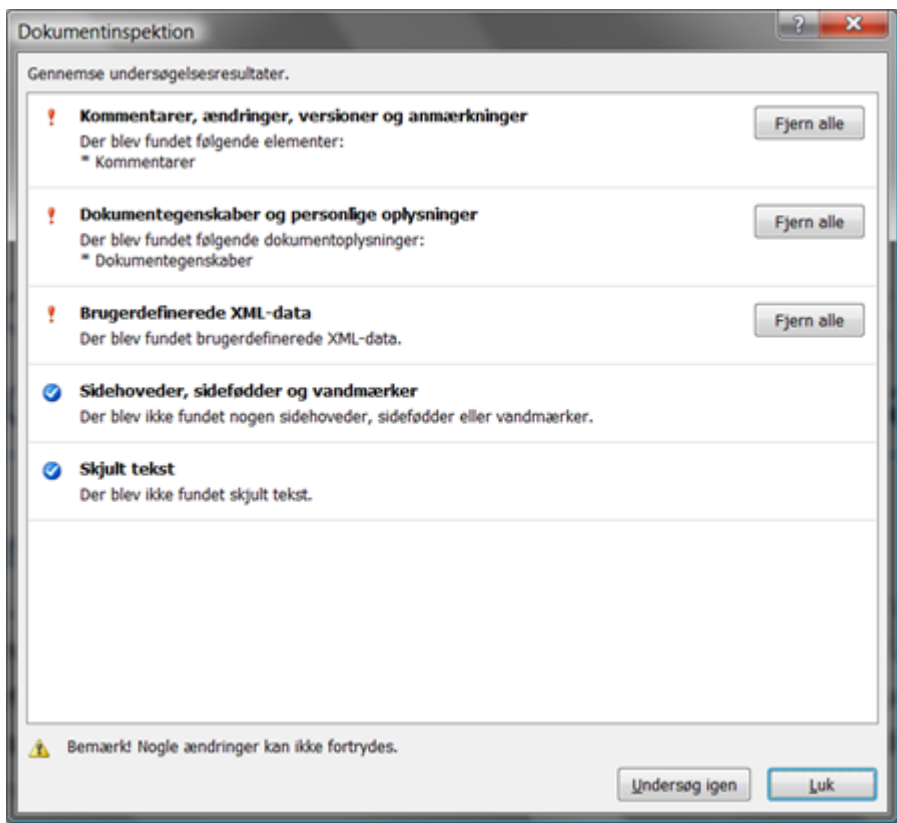 Dokumentinspektion
?
Gennemse undersøgelsesresultater.
Kommentarer, ændringer, versioner og anmærkninger
Fjern alle
Der blev fundet følgende elementer:
* Kommentarer
Dokumentegenskaber og personlige oplysninger
Fjern alle
Der blev fundet følgende dokumentoplysninger:
* Dokumentegenskaber
Brugerdefinerede XML-data
Fjern alle
Der blev fundet brugerdefinerede XML-data.
Sidehoveder, sidefødder og vandmærker
Der blev ikke fundet nogen sidehoveder, sidefødder eller vandmærker.
Skjult tekst
Der blev ikke fundet skjult tekst.
Bemærk! Nogle ændringer kan ikke fortrydes.
Undersøg igen
Luk